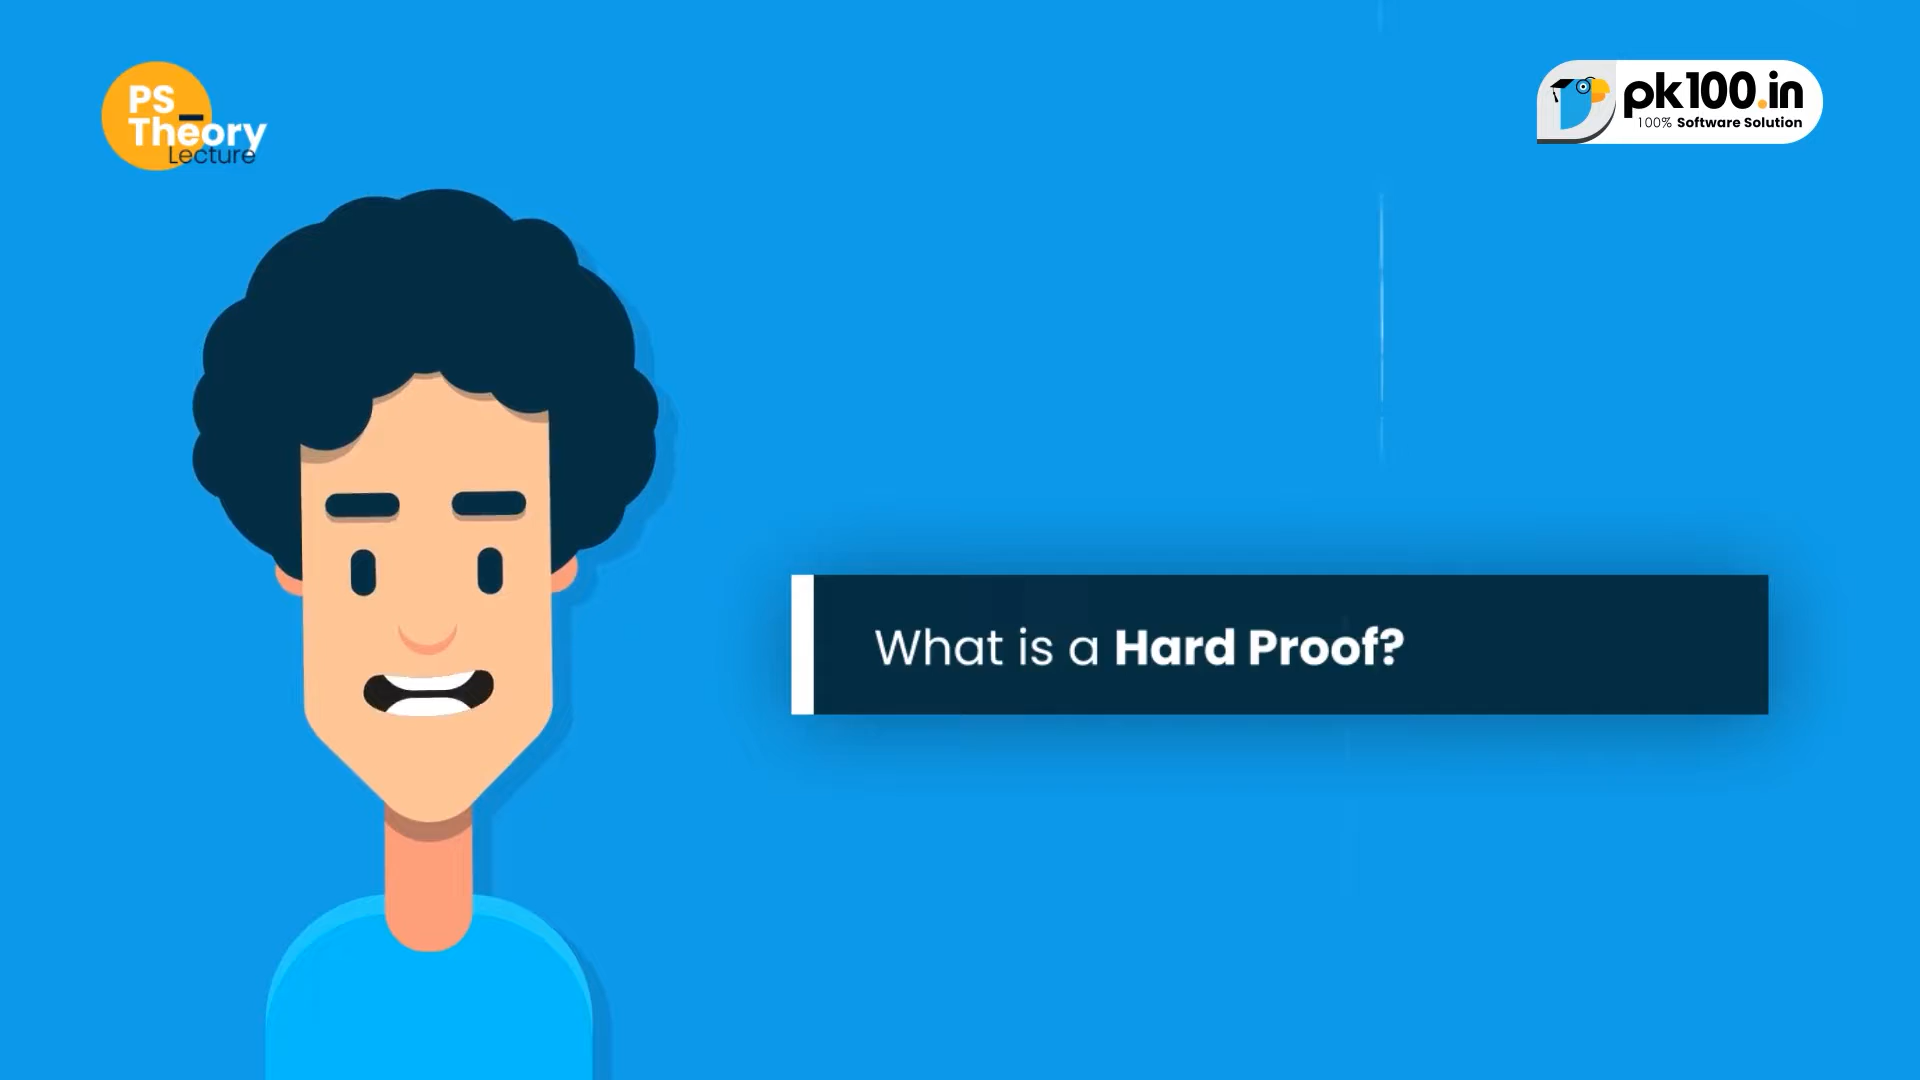 PS
Theory
Lecture
pk100.in
100% Software Solution
What is a Hard Proof?